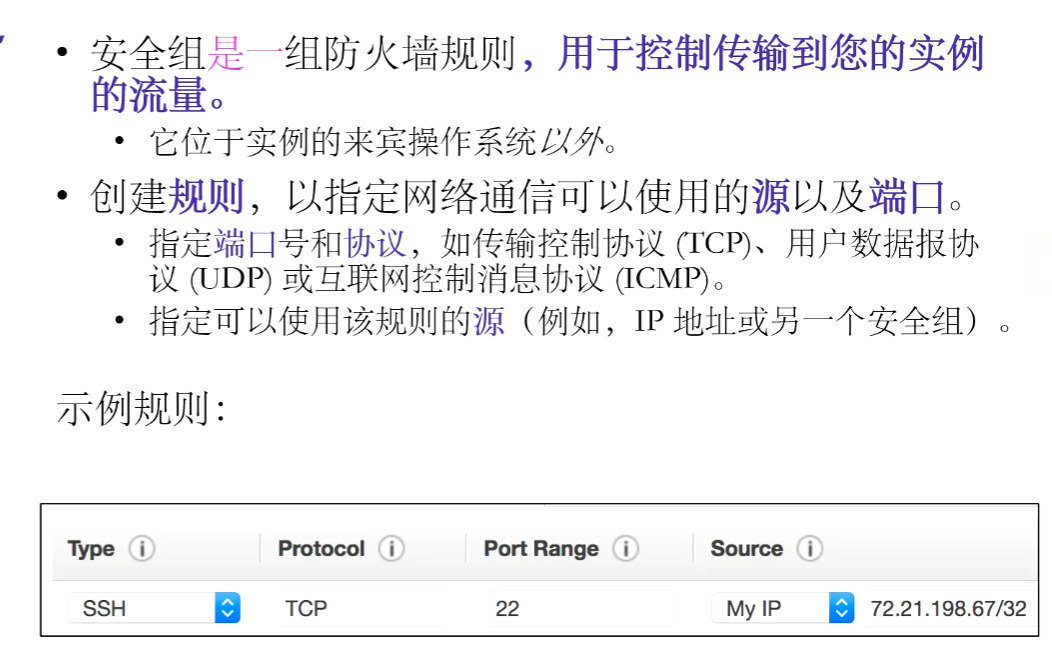 • 安全组是一组防火墙规则，用于控制传输到您的实例
的流量。
• 它位于实例的来宾操作系统以外。
• 创建规则，以指定网络通信可以使用的源以及端口。
• 指定端口号和协议，如传输控制协议 (TCP)、用户数据报协
议 (UDP) 或互联网控制消息协议 (ICMP)。
• 指定可以使用该规则的源（例如，IP 地址或另一个安全组）。
示例规则：
Type Protocol Port Range Source
SSH TCP 22 My IP 72.21.198.67/32